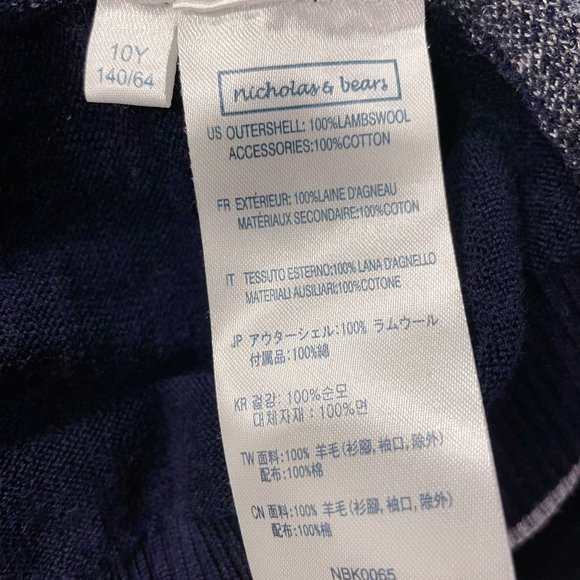 10Y
140/64
nicholas & bears
US OUTERSHELL: 100%LAMBSWOOL
ACCESSORIES:100%COTTON
FR EXTÉRIEUR: 100%LAINE D'AGNEAU
MATÉRIAUX SECONDAIRE:100%COTON
IT TESSUTO ESTERNO:100% LANA D'AGNELLO
MATERIALI AUSILIARI:100%COTONE
JP アウターシェル:100% ラムウール
付属品:100%綿
KR 겉감: 100%순모
대체자재 : 100%면
TW 面料:100% 羊毛(衫腳,袖口,除外)
配布:100%棉
CN 面料:100% 羊毛(衫腳,袖口,除外)
配布:100%棉
NBK0065